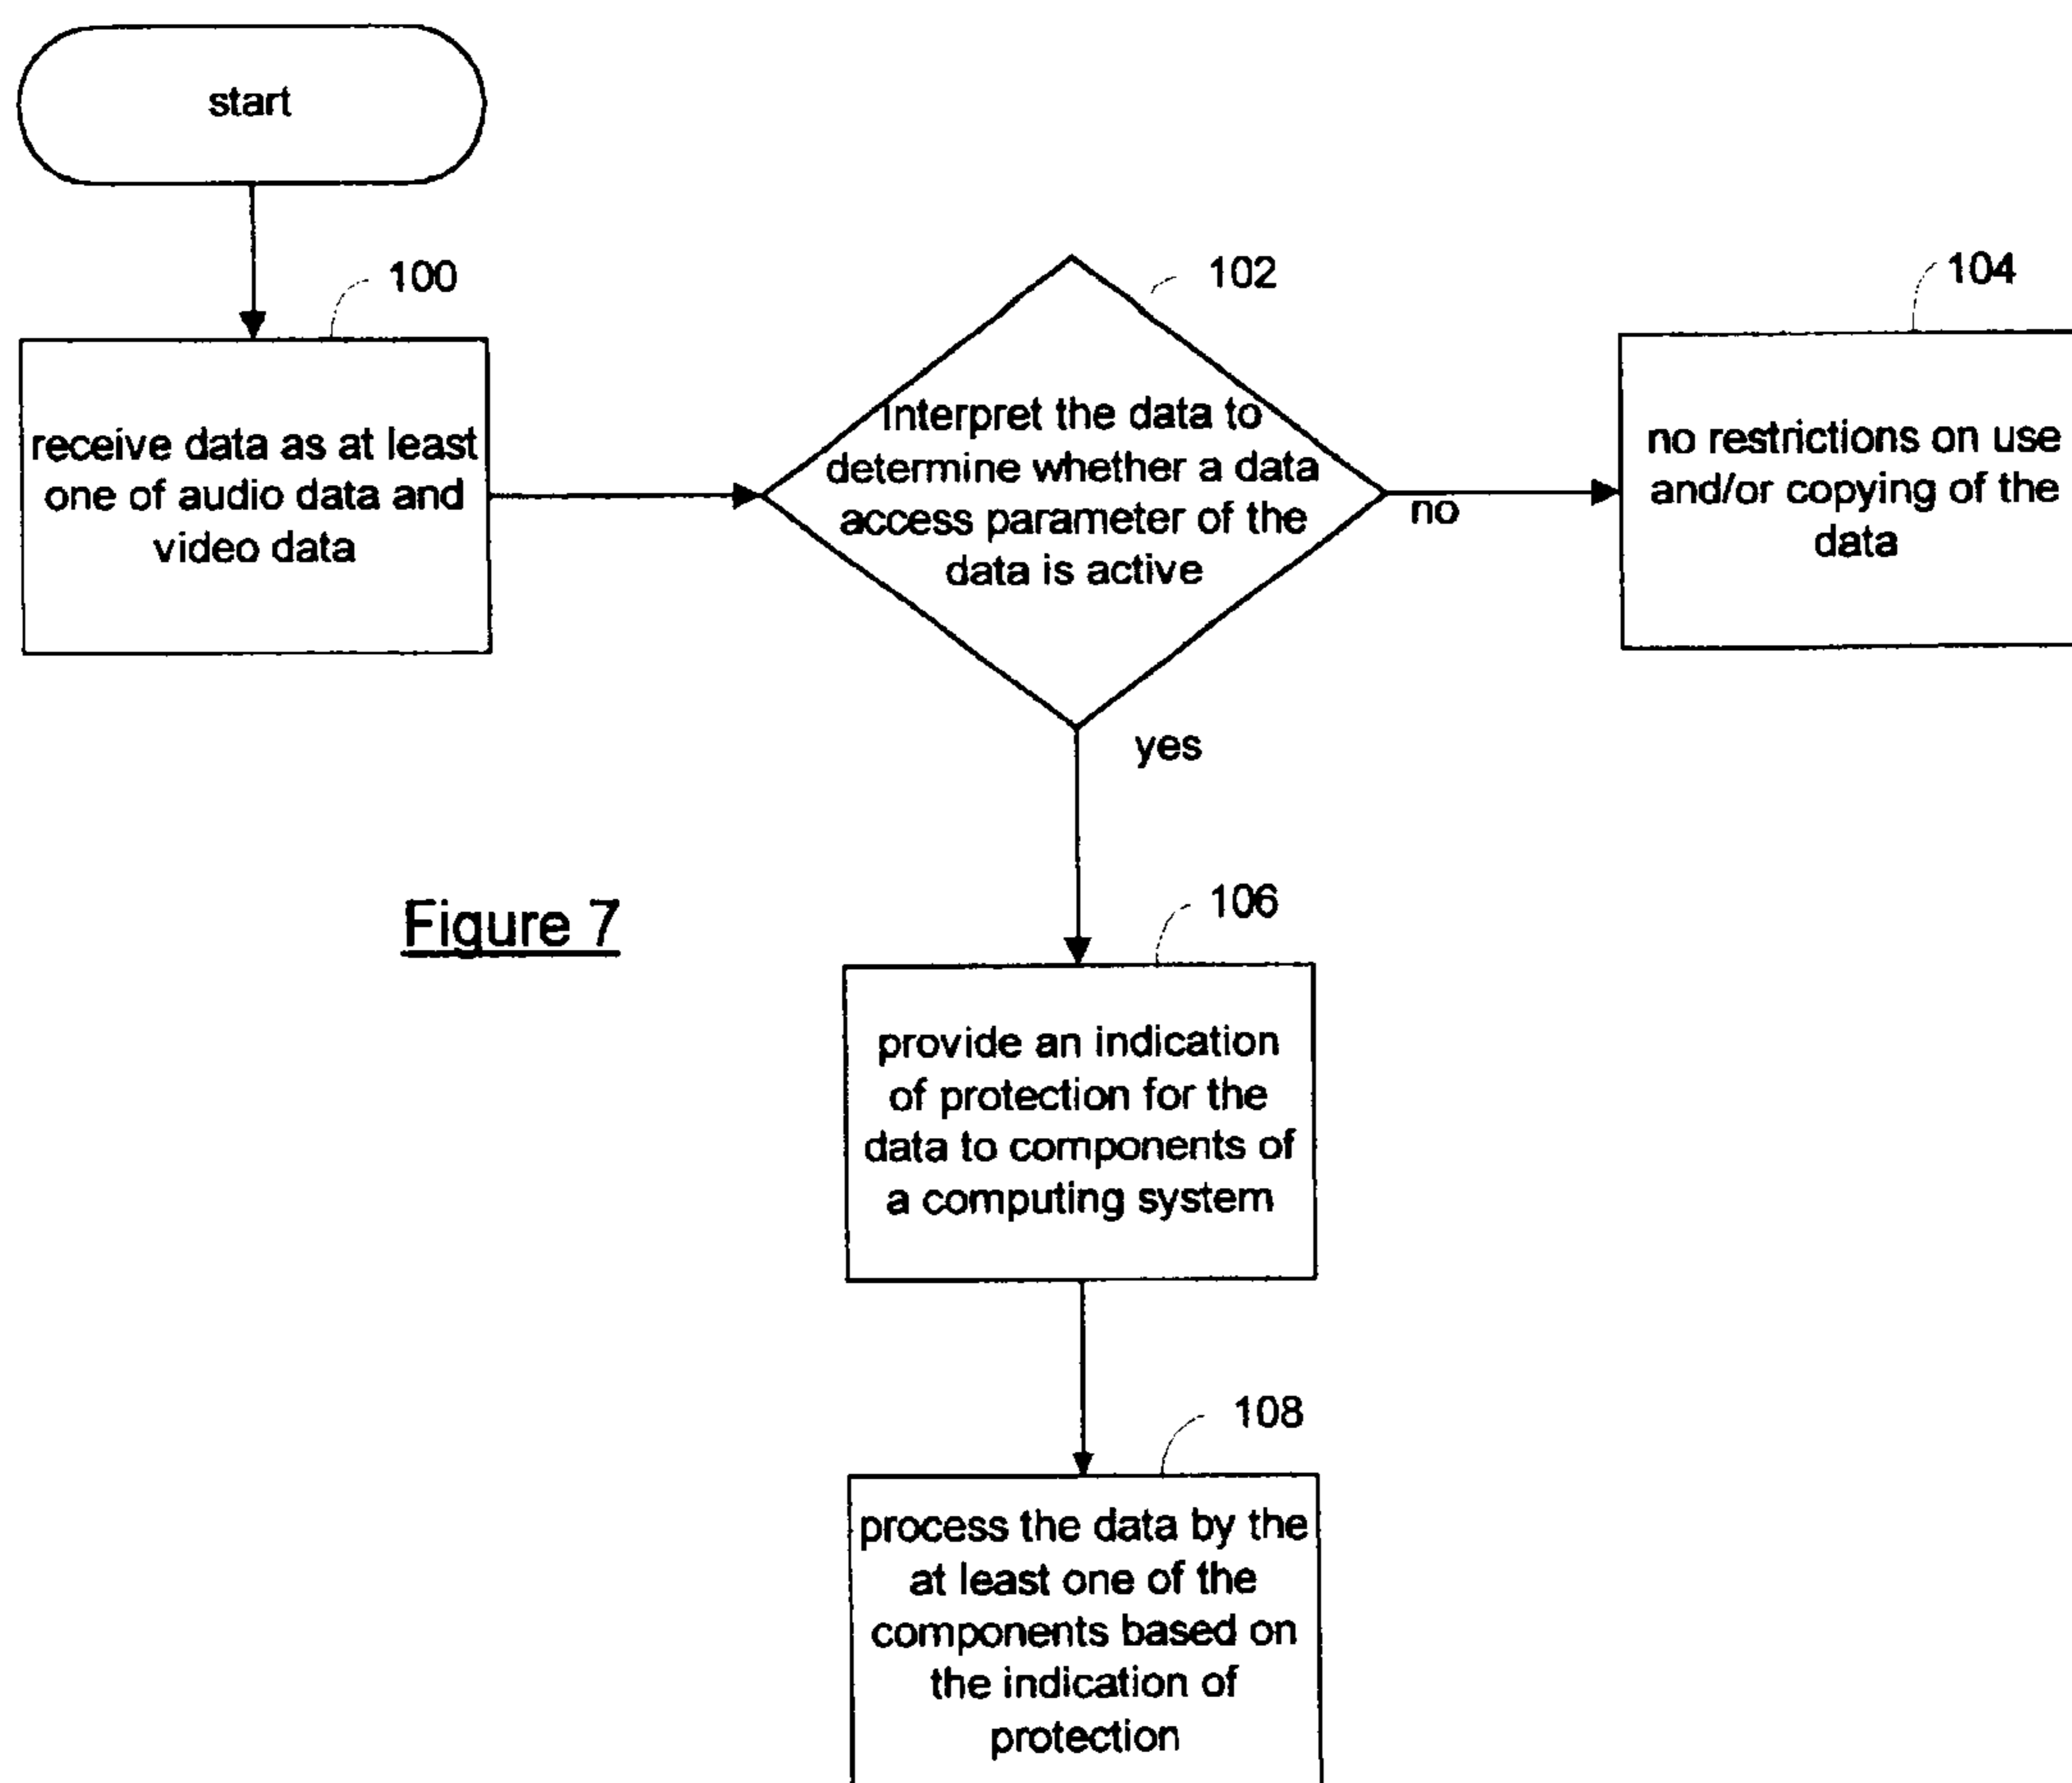 start
100
receive data as at least
one of audio data and
video data
102
interpret the data to
determine whether a data
access parameter of the
data is active
no
104
no restrictions on use
and/or copying of the
data
yes
Figure 7
106
provide an indication
of protection for the
data to components of
a computing system
108
process the data by the
at least one of the
components based on
the indication of
protection